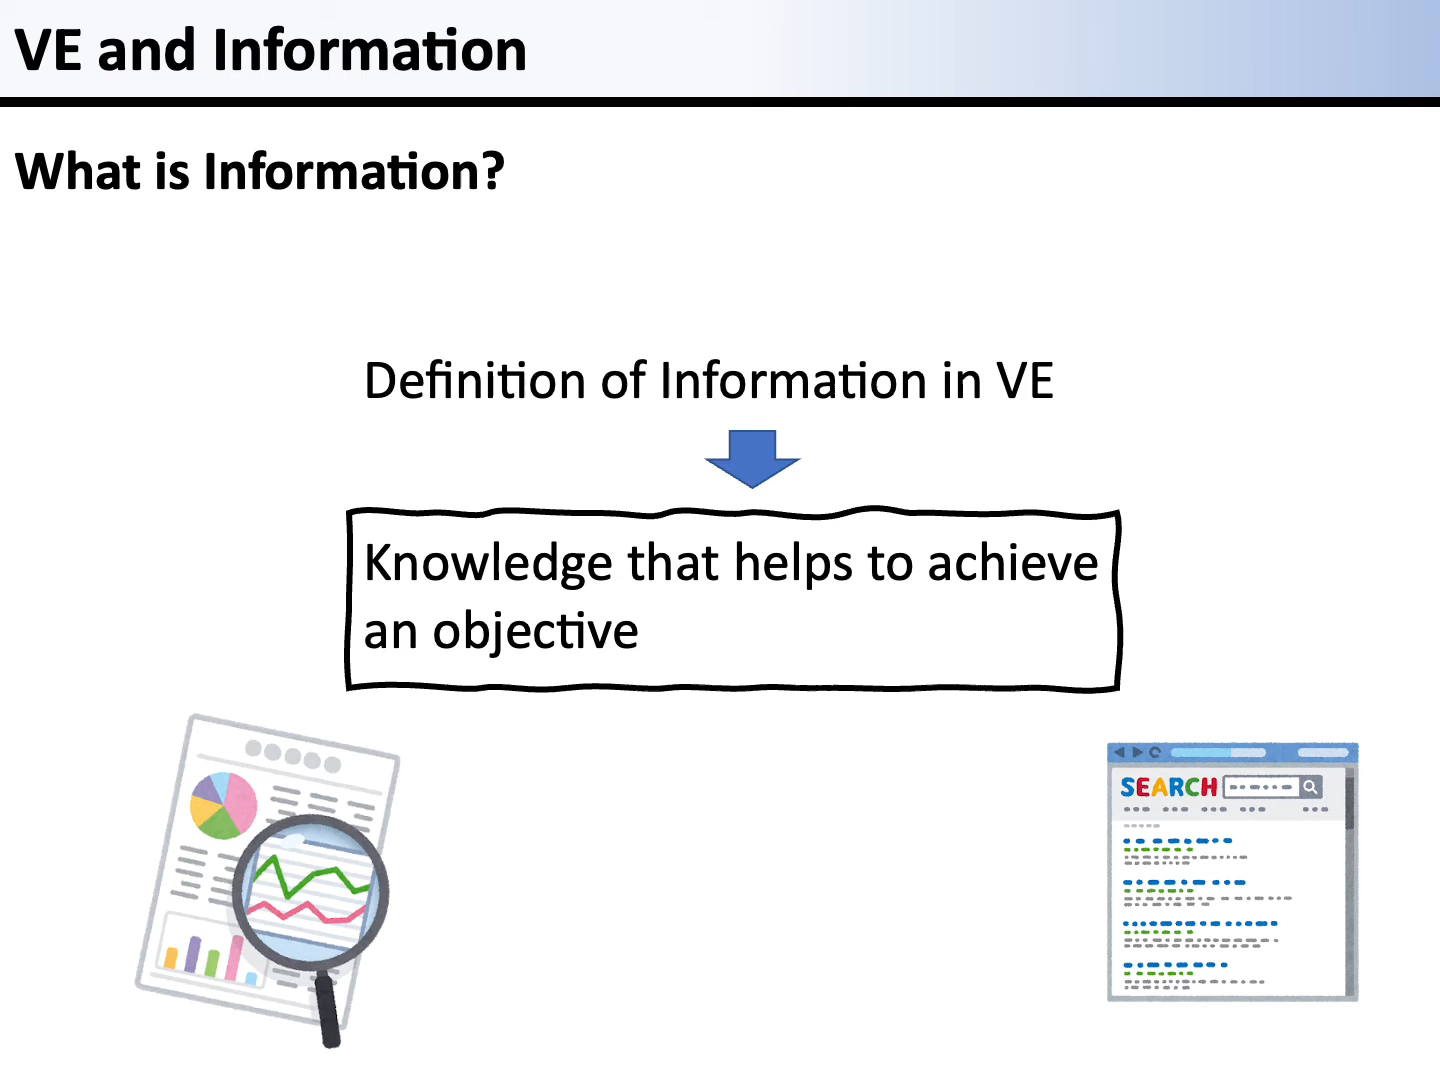 VE and Information
What is Information?
Definition of Information in VE
Knowledge that helps to achieve
an objective
SEARCH